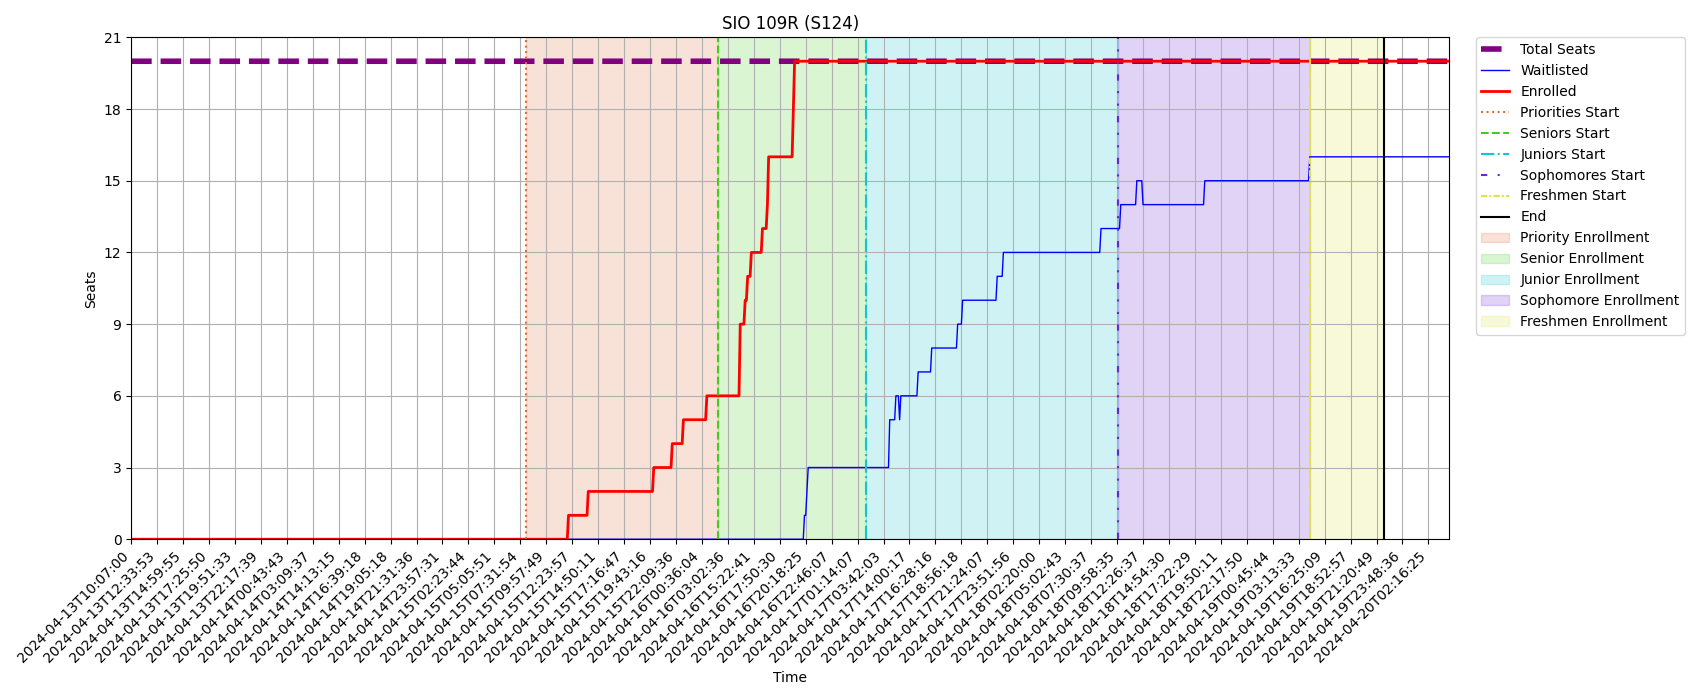 SIO 109R (S124)
21
18
15
12
9
6
3
0
Seats
2024-04-13T10:07:00
2024-04-13T12:33:53
2024-04-13T14:59:55
2024-04-13T17:25:50
2024-04-13T19:51:33
2024-04-13T22:17:39
2024-04-14T00:43:43
2024-04-14T03:09:37
2024-04-14T14:13:15
2024-04-14T16:39:18
2024-04-14T19:05:18
2024-04-14T21:31:36
2024-04-14T23:57:31
2024-04-15T02:23:44
2024-04-15T05:05:51
2024-04-15T07:31:54
2024-04-15T09:57:49
2024-04-15T12:23:57
2024-04-15T14:50:11
2024-04-15T17:16:47
2024-04-15T19:43:16
2024-04-15T22:09:36
2024-04-16T00:36:04
2024-04-16T03:02:36
2024-04-16T15:22:41
2024-04-16T17:50:30
2024-04-16T20:18:25
2024-04-16T22:46:07
2024-04-17T01:14:07
2024-04-17T03:42:03
2024-04-17T14:00:17
2024-04-17T16:28:16
2024-04-17T18:56:18
2024-04-17T21:24:07
2024-04-17T23:51:56
2024-04-18T02:20:00
2024-04-18T05:02:43
2024-04-18T07:30:37
2024-04-18T09:58:35
2024-04-18T12:26:37
2024-04-18T14:54:30
2024-04-18T17:22:29
2024-04-18T19:50:11
2024-04-18T22:17:50
2024-04-19T00:45:44
2024-04-19T03:13:33
2024-04-19T16:25:09
2024-04-19T18:52:57
2024-04-19T21:20:49
2024-04-19T23:48:36
2024-04-20T02:16:25
Time
Total Seats
Waitlisted
Enrolled
Priorities Start
Seniors Start
Juniors Start
Sophomores Start
Freshmen Start
End
Priority Enrollment
Senior Enrollment
Junior Enrollment
Sophomore Enrollment
Freshmen Enrollment